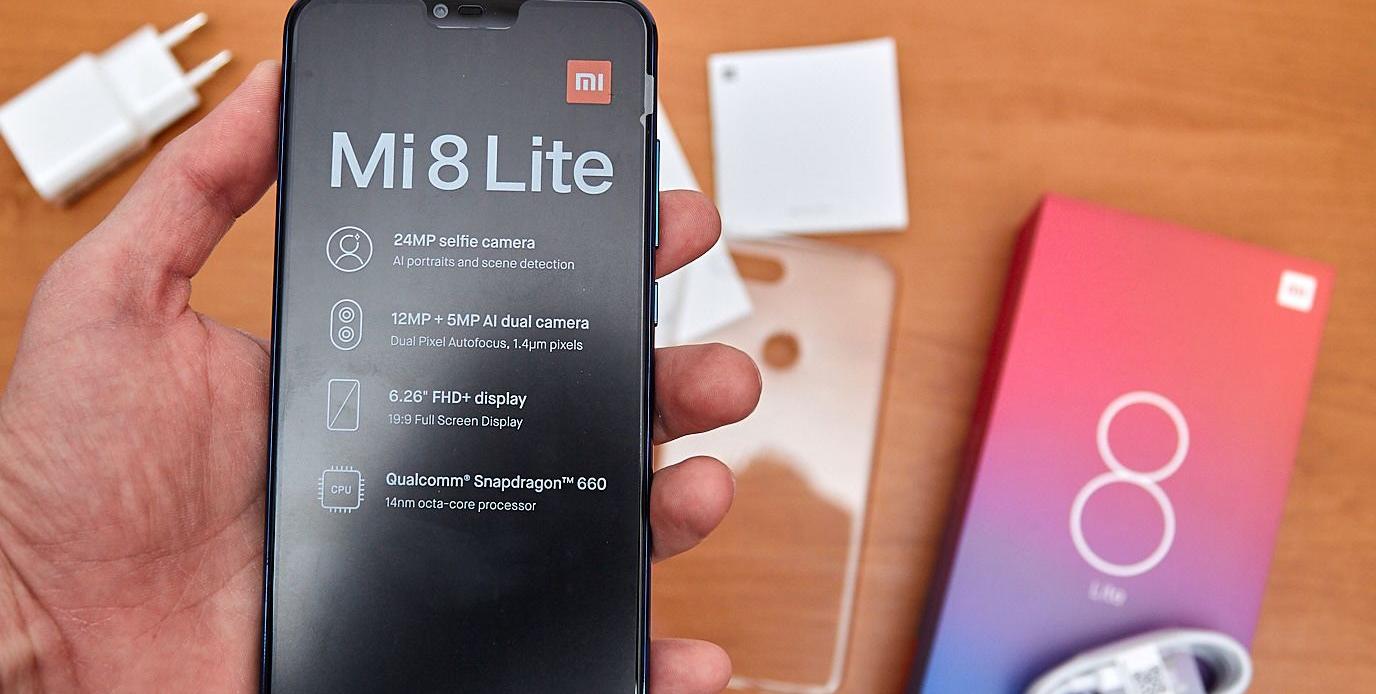 mi
Mi 8 Lite
24MP selfie camera
AI portraits and scene detection
12MP + 5MP AI dual camera
Dual Pixel Autofocus, 1.4µm pixels
6.26" FHD+ display
19:9 Full Screen Display
CPU
Qualcomm® Snapdragon™ 660
14nm octa-core processor
mi
8
Lite